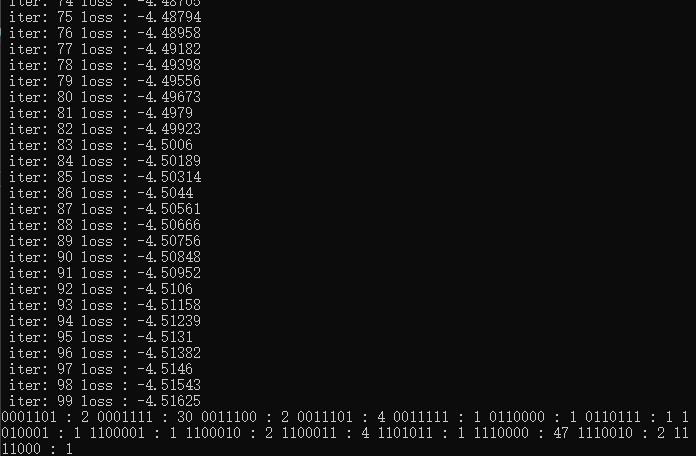 iter: 74 loss : -4.48705
iter: 75 loss : -4.48794
iter: 76 loss : -4.48958
iter: 77 loss : -4.49182
iter: 78 loss : -4.49398
iter: 79 loss : -4.49556
iter: 80 loss : -4.49673
iter: 81 loss : -4.4979
iter: 82 loss : -4.49923
iter: 83 loss : -4.5006
iter: 84 loss : -4.50189
iter: 85 loss : -4.50314
iter: 86 loss : -4.5044
iter: 87 loss : -4.50561
iter: 88 loss : -4.50666
iter: 89 loss : -4.50756
iter: 90 loss : -4.50848
iter: 91 loss : -4.50952
iter: 92 loss : -4.5106
iter: 93 loss : -4.51158
iter: 94 loss : -4.51239
iter: 95 loss : -4.5131
iter: 96 loss : -4.51382
iter: 97 loss : -4.5146
iter: 98 loss : -4.51543
iter: 99 loss : -4.51625
0001101 : 2 0001111 : 30 0011100 : 2 0011101 : 4 0011111 : 1 0110000 : 1 0110111 : 1 1
010001 : 1 1100001 : 1 1100010 : 2 1100011 : 4 1101011 : 1 1110000 : 47 1110010 : 2 11
11000 : 1